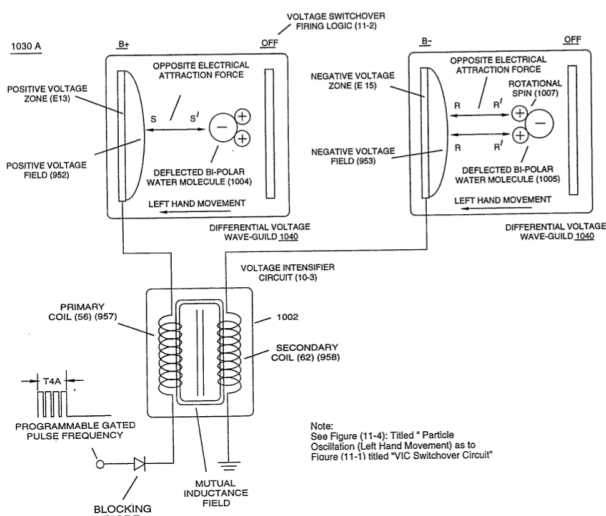 VOLTAGE SWITCHOVER
FIRING LOGIC (11-2)
1030 A
B+
OFF
B-
OFF
OPPOSITE ELECTRICAL
ATTRACTION FORCE
POSITIVE VOLTAGE
ZONE (E13)
S
S'
+
+
−
POSITIVE VOLTAGE
FIELD (952)
DEFLECTED BI-POLAR
WATER MOLECULE (1004)
LEFT HAND MOVEMENT
DIFFERENTIAL VOLTAGE
WAVE-GUILD 1040
OPPOSITE ELECTRICAL
ATTRACTION FORCE
NEGATIVE VOLTAGE
ZONE (E 15)
ROTATIONAL
SPIN (1007)
R
R'
R
R'
+
+
−
NEGATIVE VOLTAGE
FIELD (953)
DEFLECTED BI-POLAR
WATER MOLECULE (1005)
LEFT HAND MOVEMENT
DIFFERENTIAL VOLTAGE
WAVE-GUILD 1040
VOLTAGE INTENSIFIER
CIRCUIT (10-3)
PRIMARY
COIL (56) (957)
1002
SECONDARY
COIL (62) (958)
T4A
PROGRAMMABLE GATED
PULSE FREQUENCY
MUTUAL
INDUCTANCE
FIELD
BLOCKING
Note:
See Figure (11-4): Titled " Particle
Oscillation (Left Hand Movement) as to
Figure (11-1) titled "VIC Switchover Circuit"